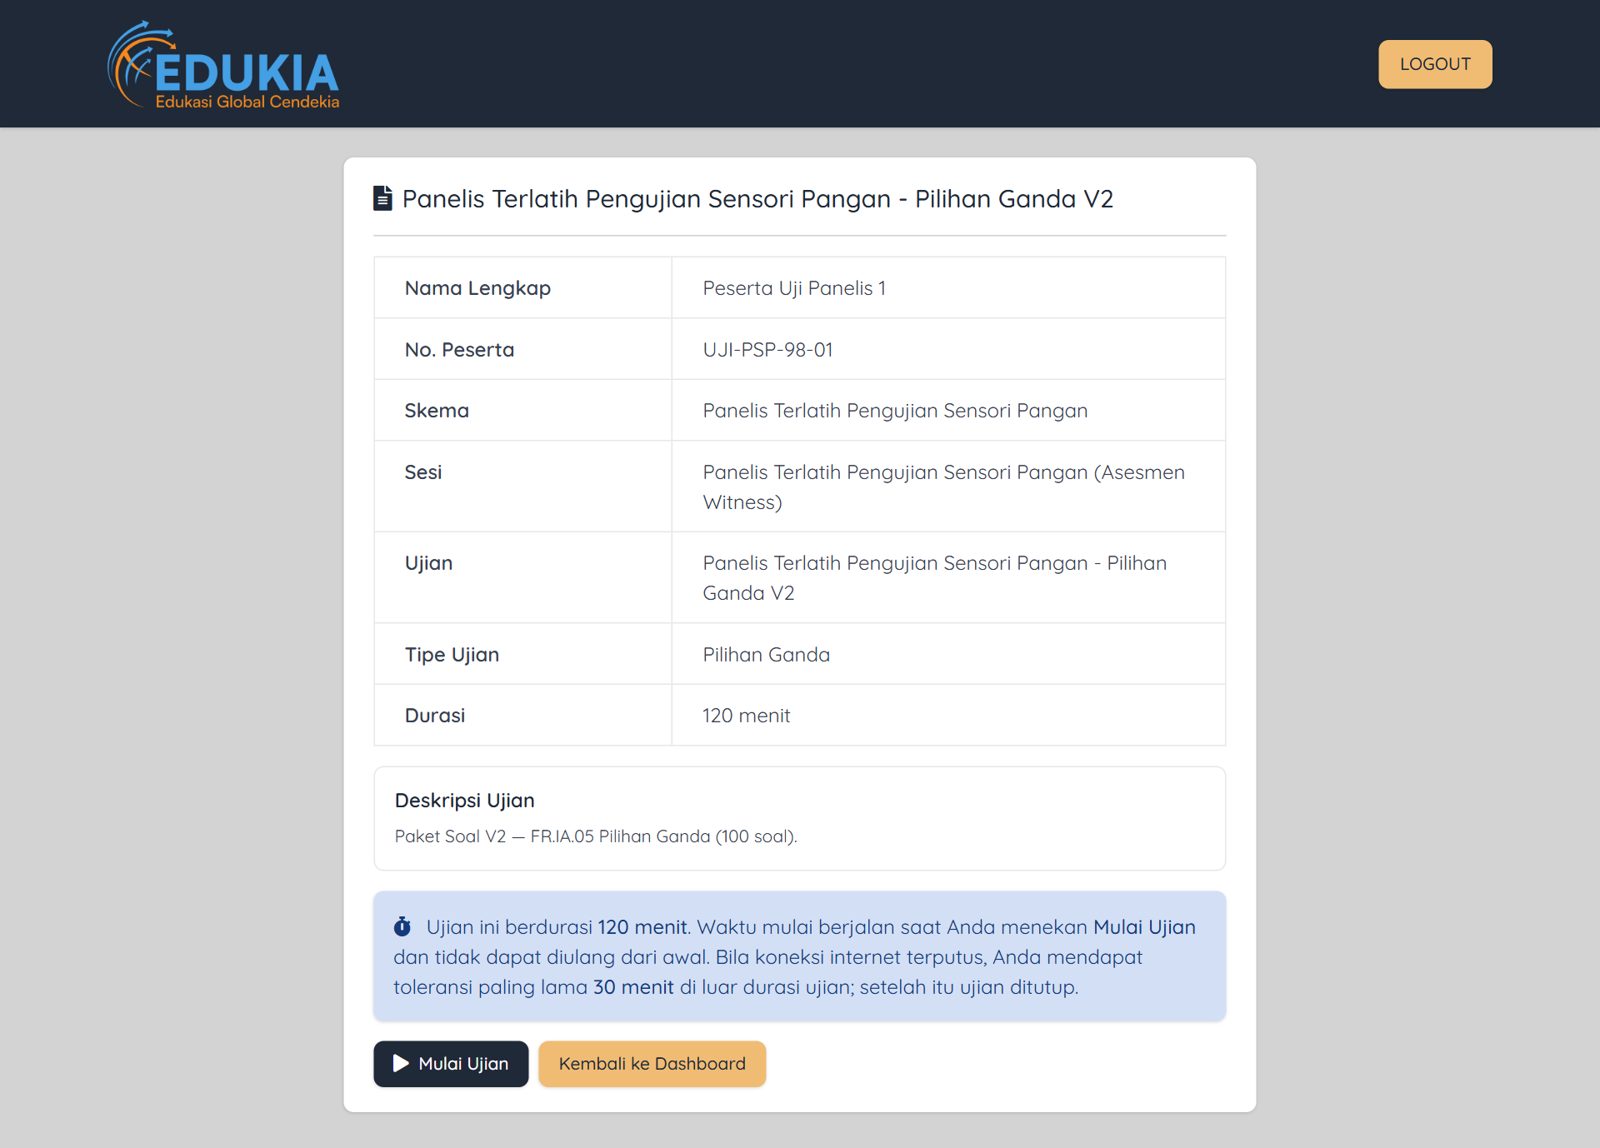 EDUKIA
Edukasi Global Cendekia
LOGOUT
Panelis Terlatih Pengujian Sensori Pangan - Pilihan Ganda V2
Nama Lengkap
Peserta Uji Panelis 1
No. Peserta
UJI-PSP-98-01
Skema
Panelis Terlatih Pengujian Sensori Pangan
Sesi
Panelis Terlatih Pengujian Sensori Pangan (Asesmen
Witness)
Ujian
Panelis Terlatih Pengujian Sensori Pangan - Pilihan
Ganda V2
Tipe Ujian
Pilihan Ganda
Durasi
120 menit
Deskripsi Ujian
Paket Soal V2 — FR.IA.05 Pilihan Ganda (100 soal).
Ujian ini berdurasi 120 menit. Waktu mulai berjalan saat Anda menekan Mulai Ujian
dan tidak dapat diulang dari awal. Bila koneksi internet terputus, Anda mendapat
toleransi paling lama 30 menit di luar durasi ujian; setelah itu ujian ditutup.
Mulai Ujian
Kembali ke Dashboard